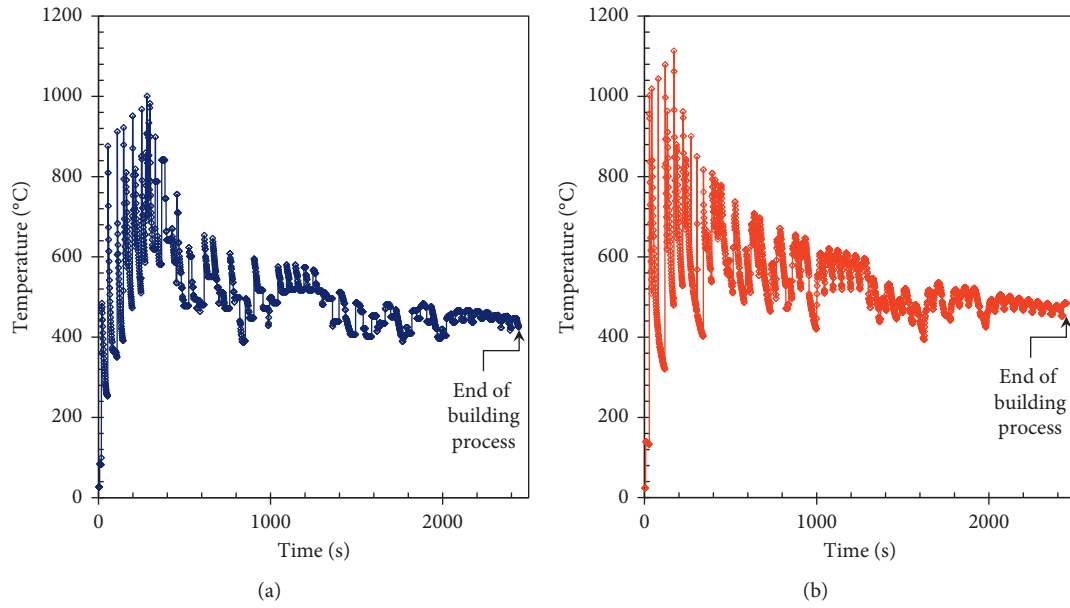 1200
1000
800
600
400
200
0
Temperature (°C)
0
1000
2000
Time (s)
End of
building
process
(a)
1200
1000
800
600
400
200
0
Temperature (°C)
0
1000
2000
Time (s)
End of
building
process
(b)